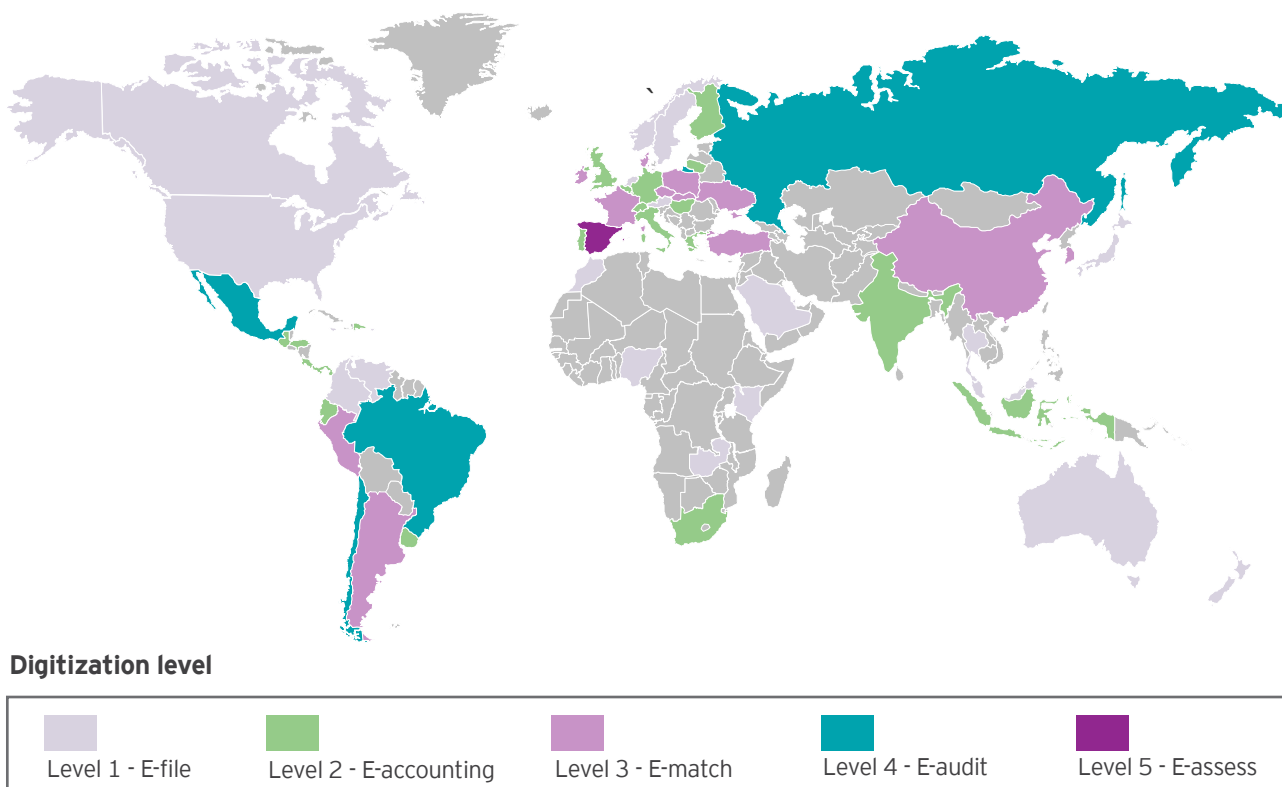 Digitization level
Level 1 - E-file
Level 2 - E-accounting
Level 3 - E-match
Level 4 - E-audit
Level 5 - E-assess